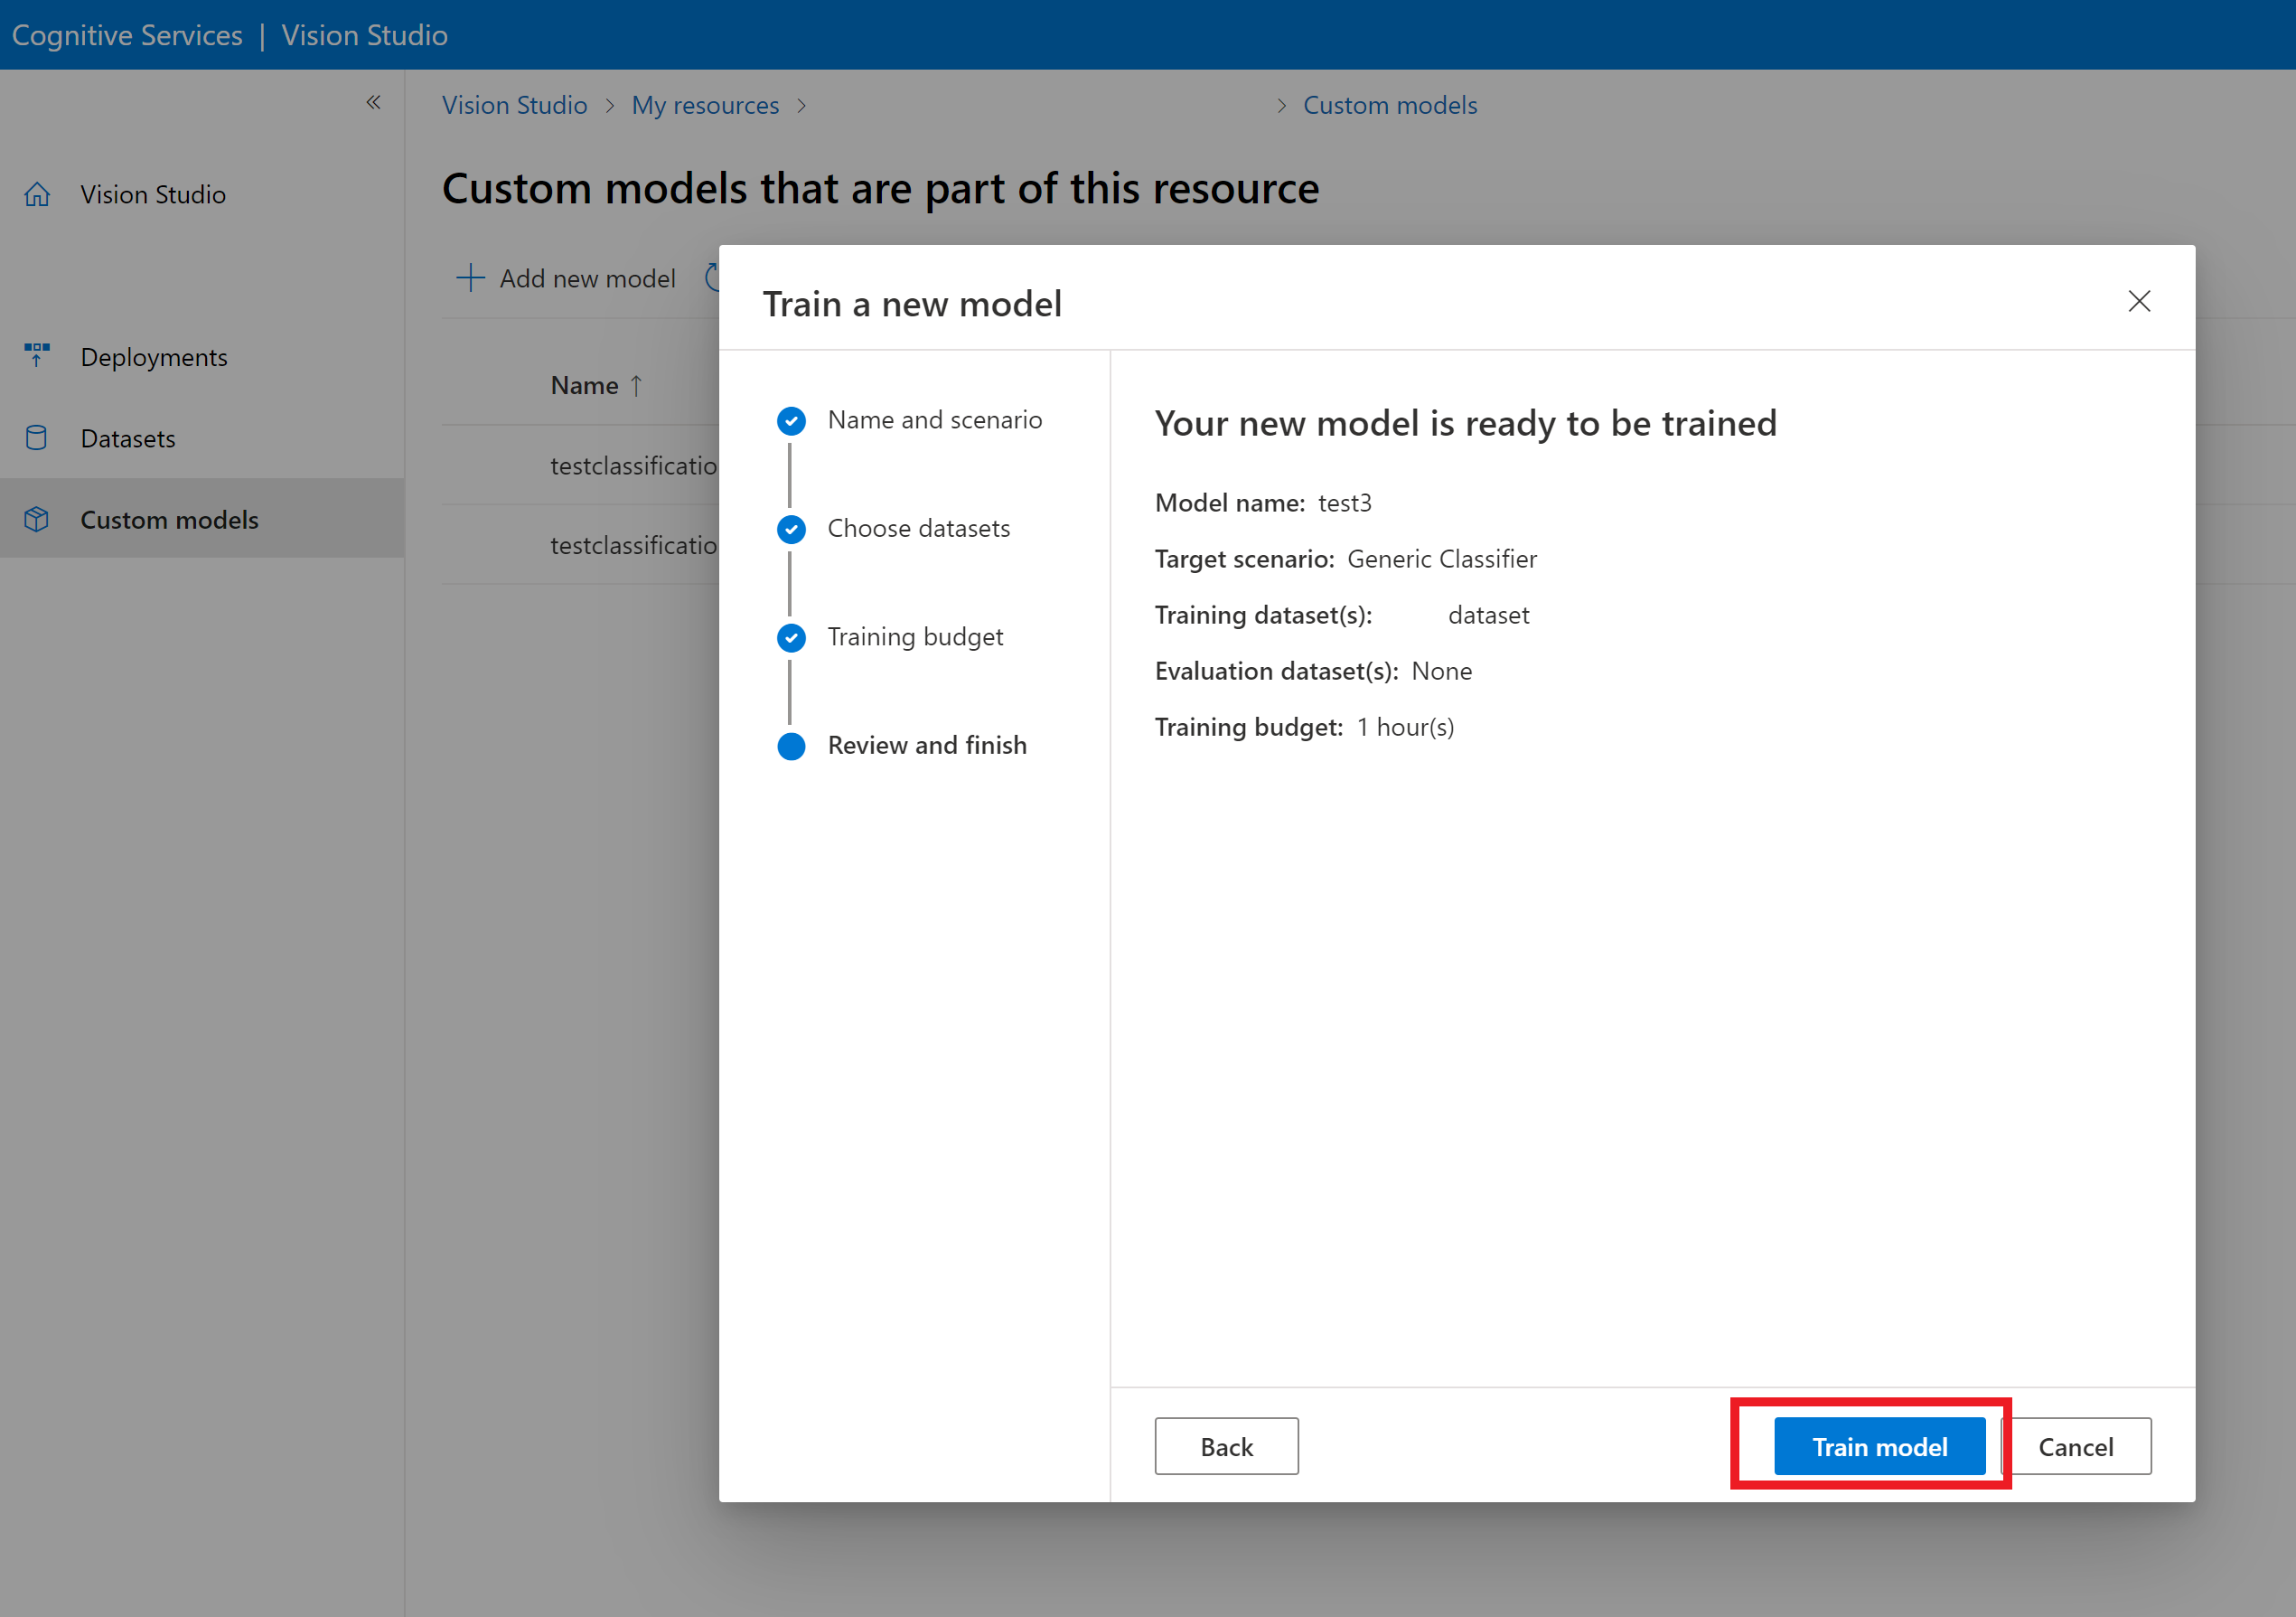 Cognitive Services | Vision Studio
Vision Studio > My resources > > Custom models
Vision Studio
Deployments
Datasets
Custom models
Custom models that are part of this resource
Add new model
Name ↑
testclassificatio
testclassificatio
Train a new model
Name and scenario
Choose datasets
Training budget
Review and finish
Your new model is ready to be trained
Model name: test3
Target scenario: Generic Classifier
Training dataset(s): dataset
Evaluation dataset(s): None
Training budget: 1 hour(s)
Back
Train model
Cancel